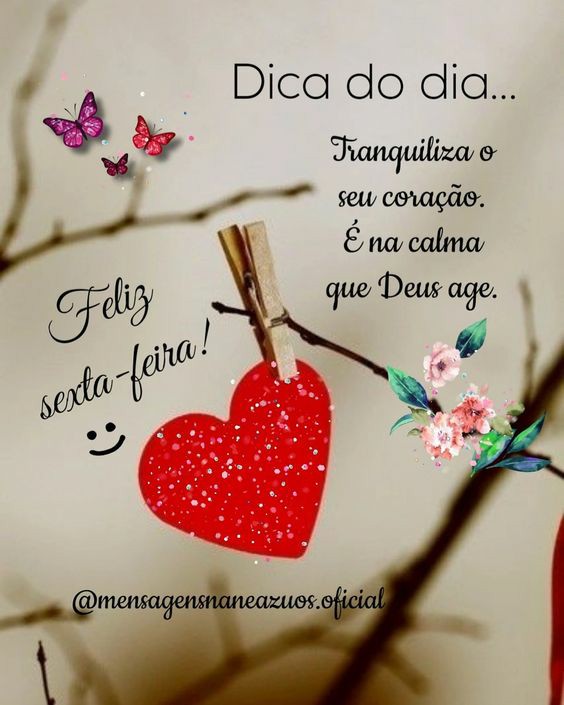 Dica do dia...
Tranquiliza o
seu coração.
É na calma
que Deus age.
Feliz
sexta-feira!
@mensagensnaneazuos.oficial